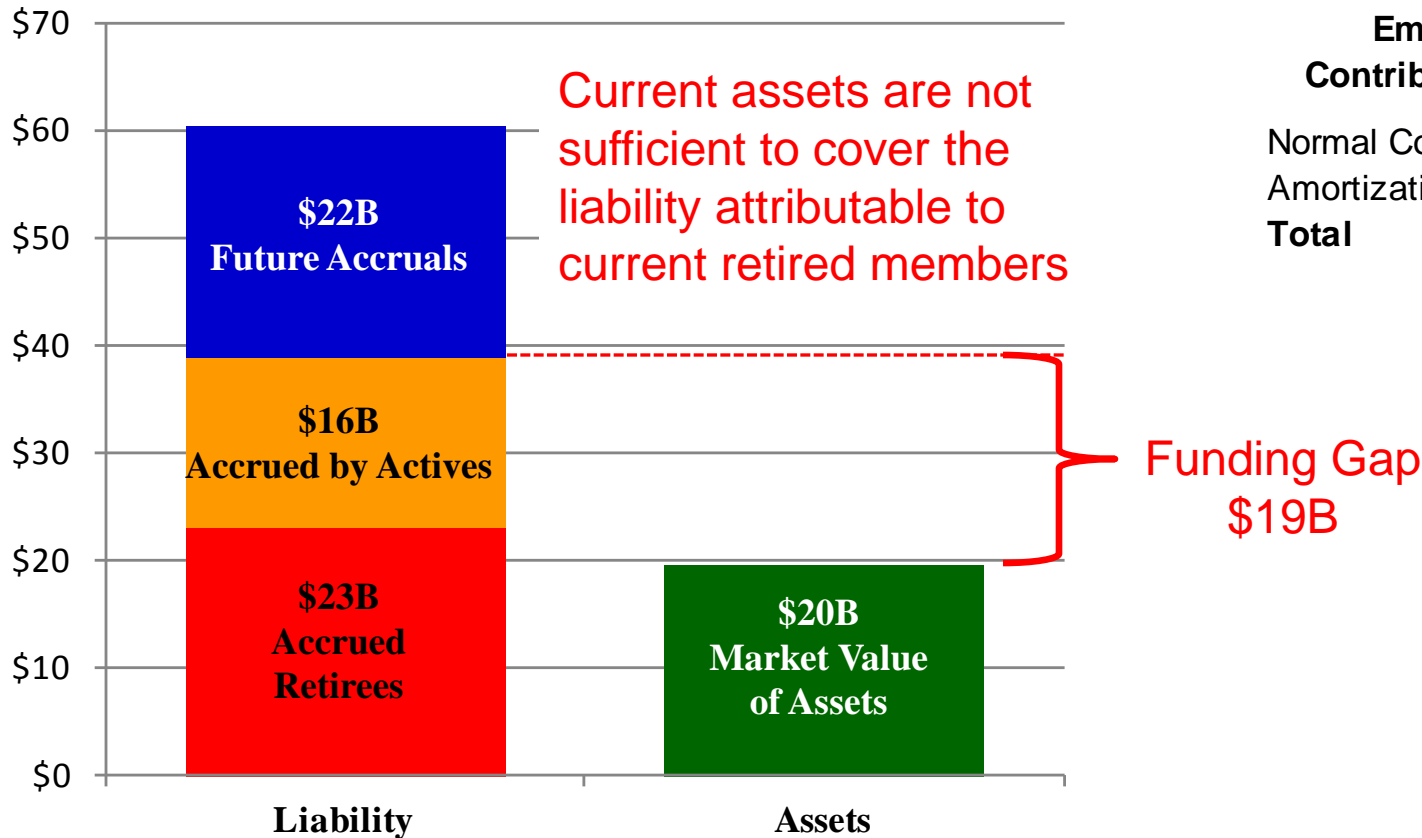 $70
$60
$50
$40
$30
$20
$10
$0
$22B
Future Accruals
$16B
Accrued by Actives
$23B
Accrued
Retirees
$20B
Market Value
of Assets
Liability
Assets
Current assets are not
sufficient to cover the
liability attributable to
current retired members
Funding Gap
$19B
Normal
Total